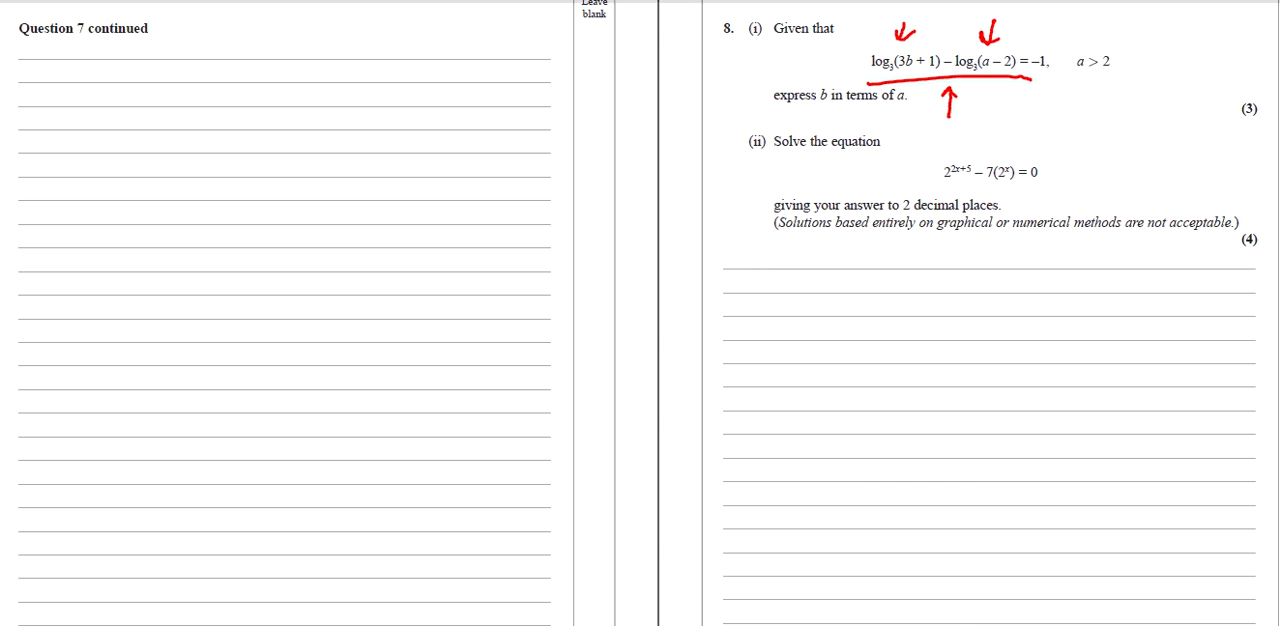 Leave
blank
Question 7 continued
8. (i) Given that
log₃(3b + 1) – log₃(a – 2) = –1, a > 2
express b in terms of a.
(3)
(ii) Solve the equation
2²ˣ⁺⁵ – 7(2ˣ) = 0
giving your answer to 2 decimal places.
(Solutions based entirely on graphical or numerical methods are not acceptable.)
(4)